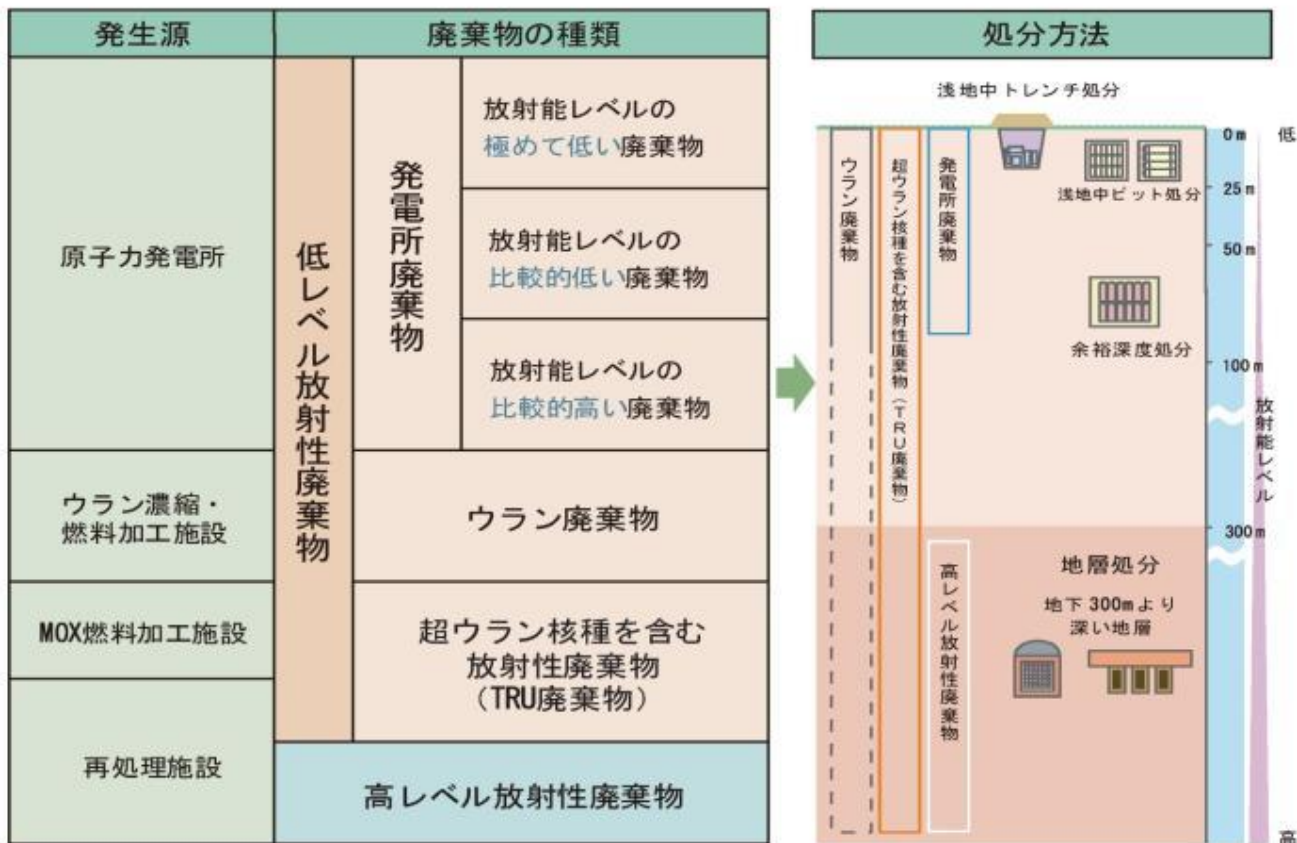 発生源
廃棄物の種類
処分方法
原子力発電所
ウラン濃縮・
燃料加工施設
MOX燃料加工施設
再処理施設
低レベル放射性廃棄物
発電所廃棄物
放射能レベルの
極めて低い廃棄物
放射能レベルの
比較的低い廃棄物
放射能レベルの
比較的高い廃棄物
ウラン廃棄物
超ウラン核種を含む
放射性廃棄物
(TRU廃棄物)
高レベル放射性廃棄物
浅地中トレンチ処分
ウラン廃棄物
超ウラン核種を含む放射性廃棄物(TRU廃棄物)
発電所廃棄物
浅地中ピット処分
余裕深度処分
高レベル放射性廃棄物
地層処分
地下300mより
深い地層
0m
25m
50m
100m
300m
低
放射能レベル
高